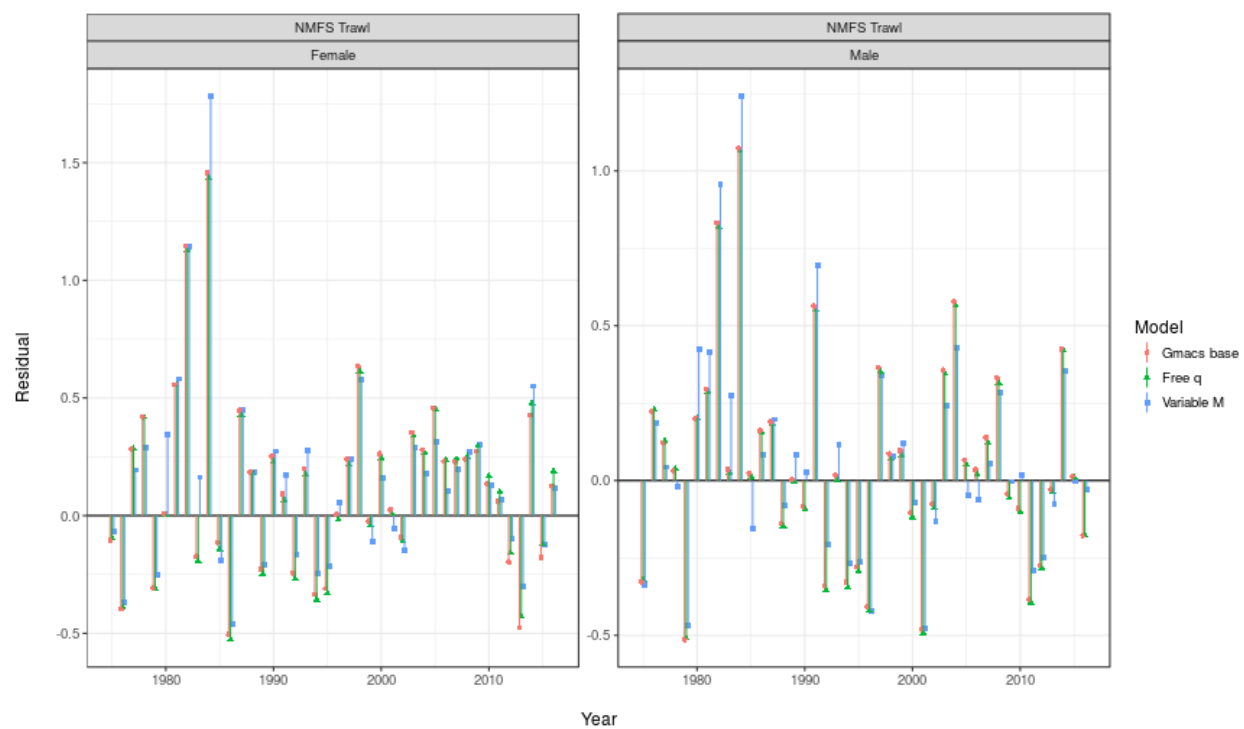 NMFS Trawl
NMFS Trawl
Female
Male
Residual
1.5
1.0
0.5
0.0
-0.5
1.0
0.5
0.0
-0.5
1980
1990
2000
2010
1980
1990
2000
2010
Year
Model
Gmacs base
Free q
Variable M